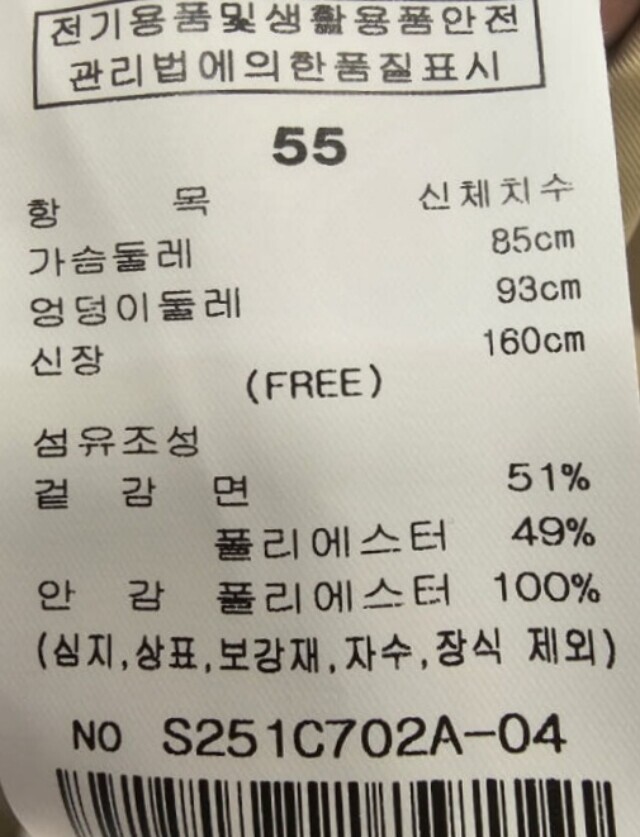 전기용품및생활용품안전
관리법에의한품질표시
55
항 목 신체치수
가슴둘레 85cm
엉덩이둘레 93cm
신장 160cm
(FREE)
섬유조성
겉 감 면 51%
폴리에스터 49%
안 감 폴리에스터 100%
(심지,상표,보강재,자수,장식 제외)
NO S251C702A-04